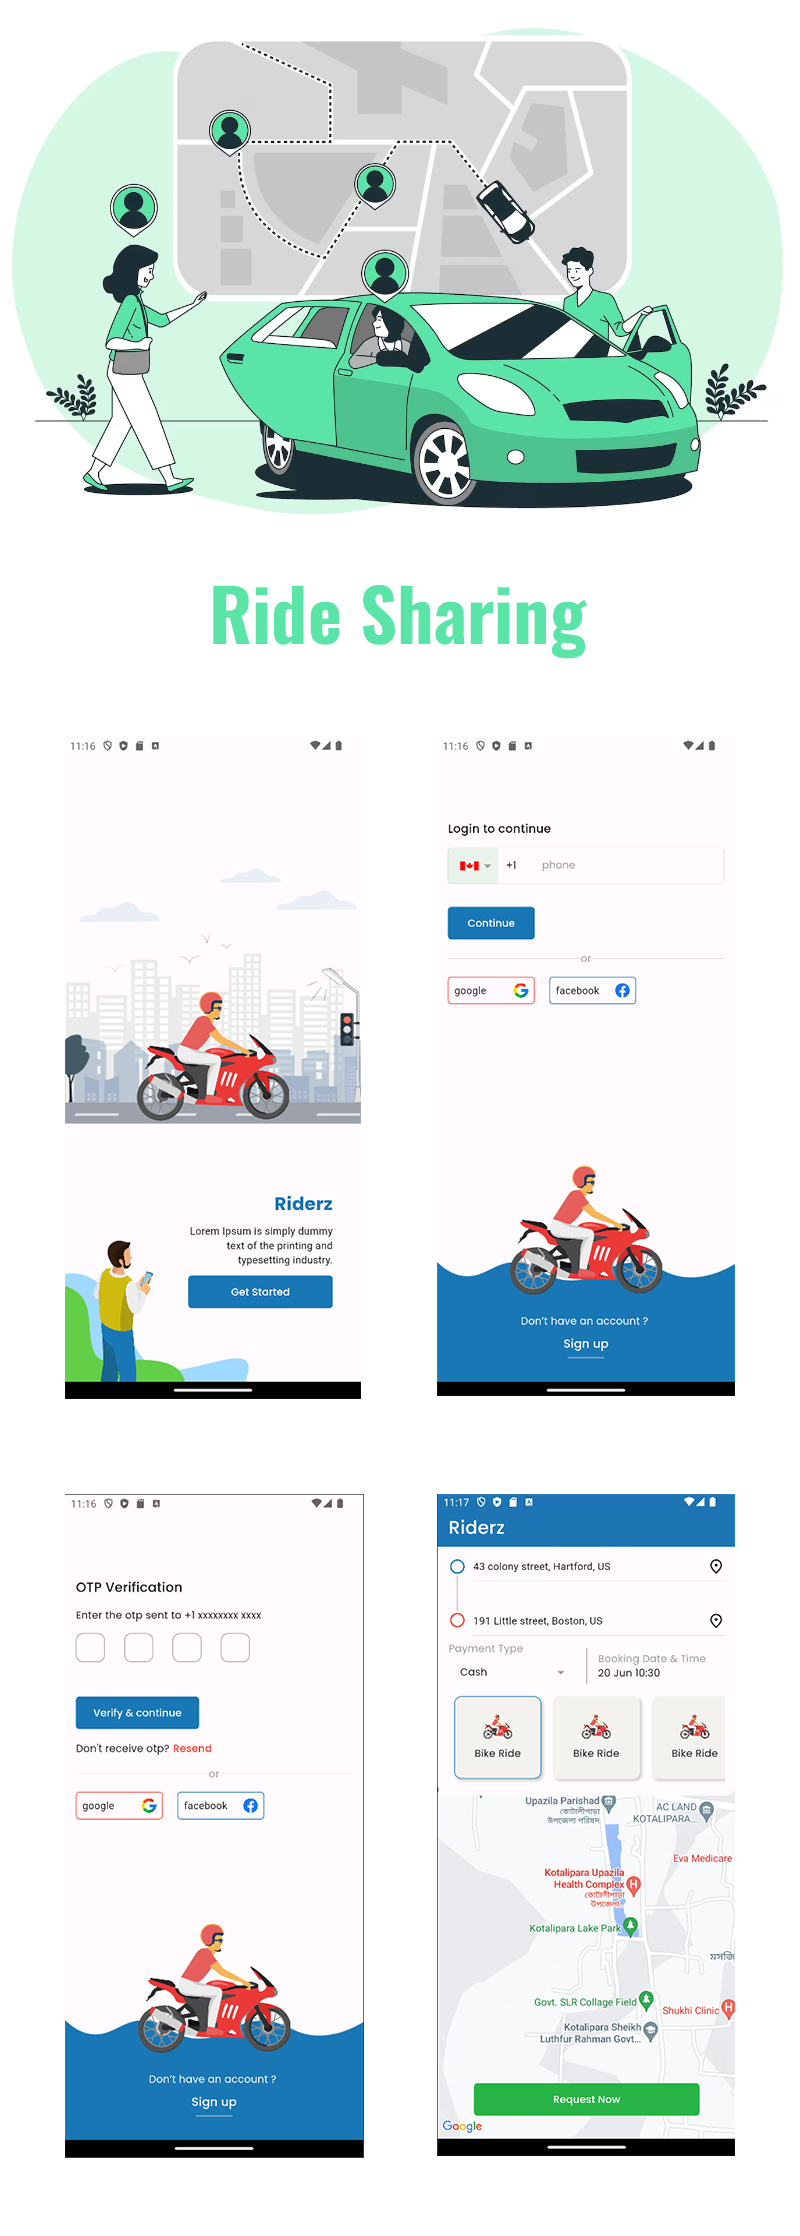 Ride Sharing
11:16
Riderz
Lorem Ipsum is simply dummy
text of the printing and
typesetting industry.
Get Started
11:16
Login to continue
+1 phone
Continue
or
google
facebook
Don't have an account ?
Sign up
11:16
OTP Verification
Enter the otp sent to +1 xxxxxxxx xxxx
Verify & continue
Don't receive otp? Resend
or
google
facebook
Don't have an account ?
Sign up
11:17
Riderz
43 colony street, Hartford, US
191 Little street, Boston, US
Payment Type
Cash
Booking Date & Time
20 Jun 10:30
Bike Ride
Bike Ride
Bike Ride
Upazila Parishad
কোটালীপাড়া
উপজেলা পরিষদ
AC LAND
KOTALIPARA...
Eva Medicare
Kotalipara Upazila
Health Complex
কোটালীপাড়া
উপজেলা...
Kotalipara Lake Park
মসজি
Govt. SLR Collage Field
Shukhi Clinic
Kotalipara Sheikh
Luthfur Rahman Govt...
Request Now
Google